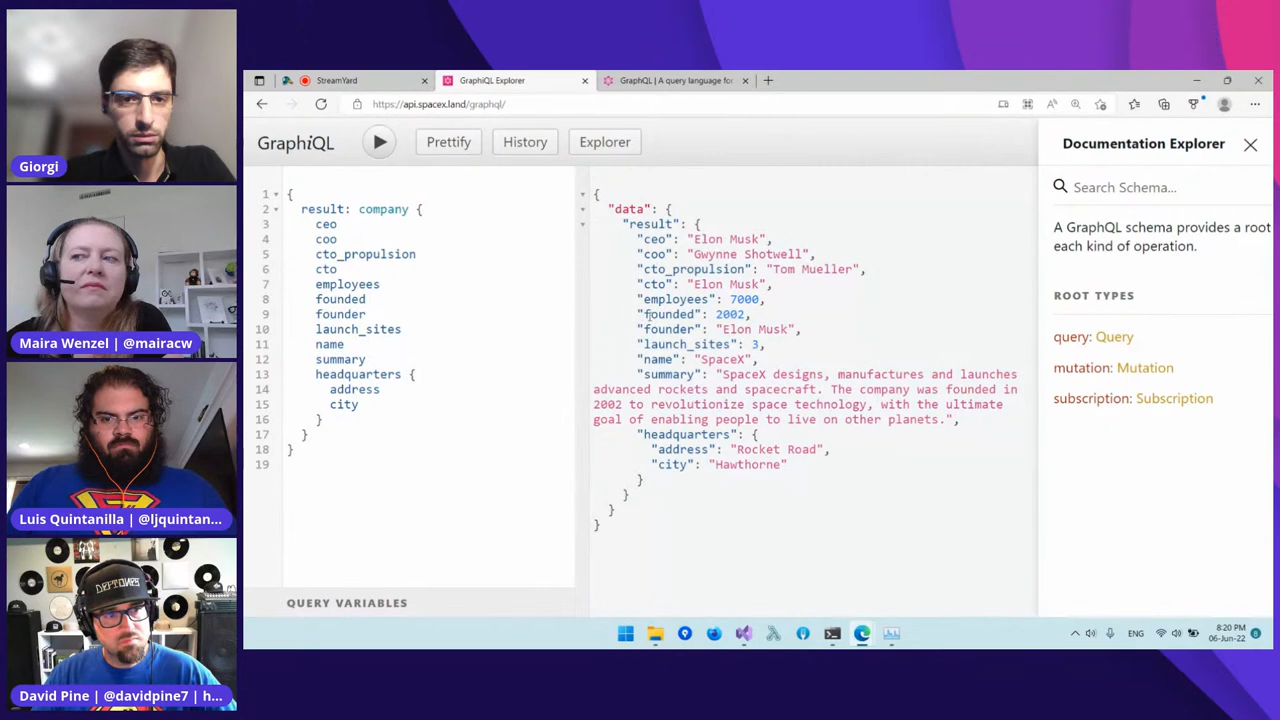 Giorgi
Maira Wenzel | @mairacw
Luis Quintanilla | @ljquintan...
DEFTONES
David Pine | @davidpine7 | h...
StreamYard
GraphiQL Explorer
GraphQL | A query language for
https://api.spacex.land/graphql/
GraphiQL
Prettify
History
Explorer
1 {
2 result: company {
3 ceo
4 coo
5 cto_propulsion
6 cto
7 employees
8 founded
9 founder
10 launch_sites
11 name
12 summary
13 headquarters {
14 address
15 city
16 }
17 }
18 }
19
QUERY VARIABLES
{
"data": {
"result": {
"ceo": "Elon Musk",
"coo": "Gwynne Shotwell",
"cto_propulsion": "Tom Mueller",
"cto": "Elon Musk",
"employees": 7000,
"founded": 2002,
"founder": "Elon Musk",
"launch_sites": 3,
"name": "SpaceX",
"summary": "SpaceX designs, manufactures and launches
advanced rockets and spacecraft. The company was founded in
2002 to revolutionize space technology, with the ultimate
goal of enabling people to live on other planets.",
"headquarters": {
"address": "Rocket Road",
"city": "Hawthorne"
}
}
}
}
Documentation Explorer
Search Schema...
A GraphQL schema provides a root
each kind of operation.
ROOT TYPES
query: Query
mutation: Mutation
subscription: Subscription
ENG
8:20 PM
06-Jun-22
8